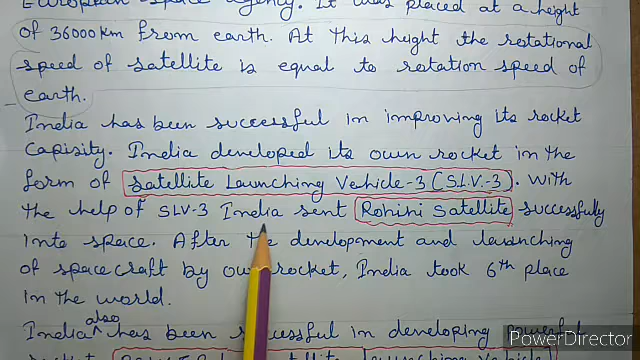 European space agency. It was placed at a height
of 36000km from earth. At this height the rotational
speed of satellite is equal to rotation speed of
earth.
India has been successful in improving its rocket
Capisity. India developed its own rocket in the
form of Satellite Launching Vehicle-3 (S.L.V.-3). With
the help of SLV-3 India sent Rohini Satellite successfully
into space. After the development and launching
of spacecraft by own rocket, India took 6th place
in the world.
India also has been successful in developing powerful
launching vehicle
PowerDirector